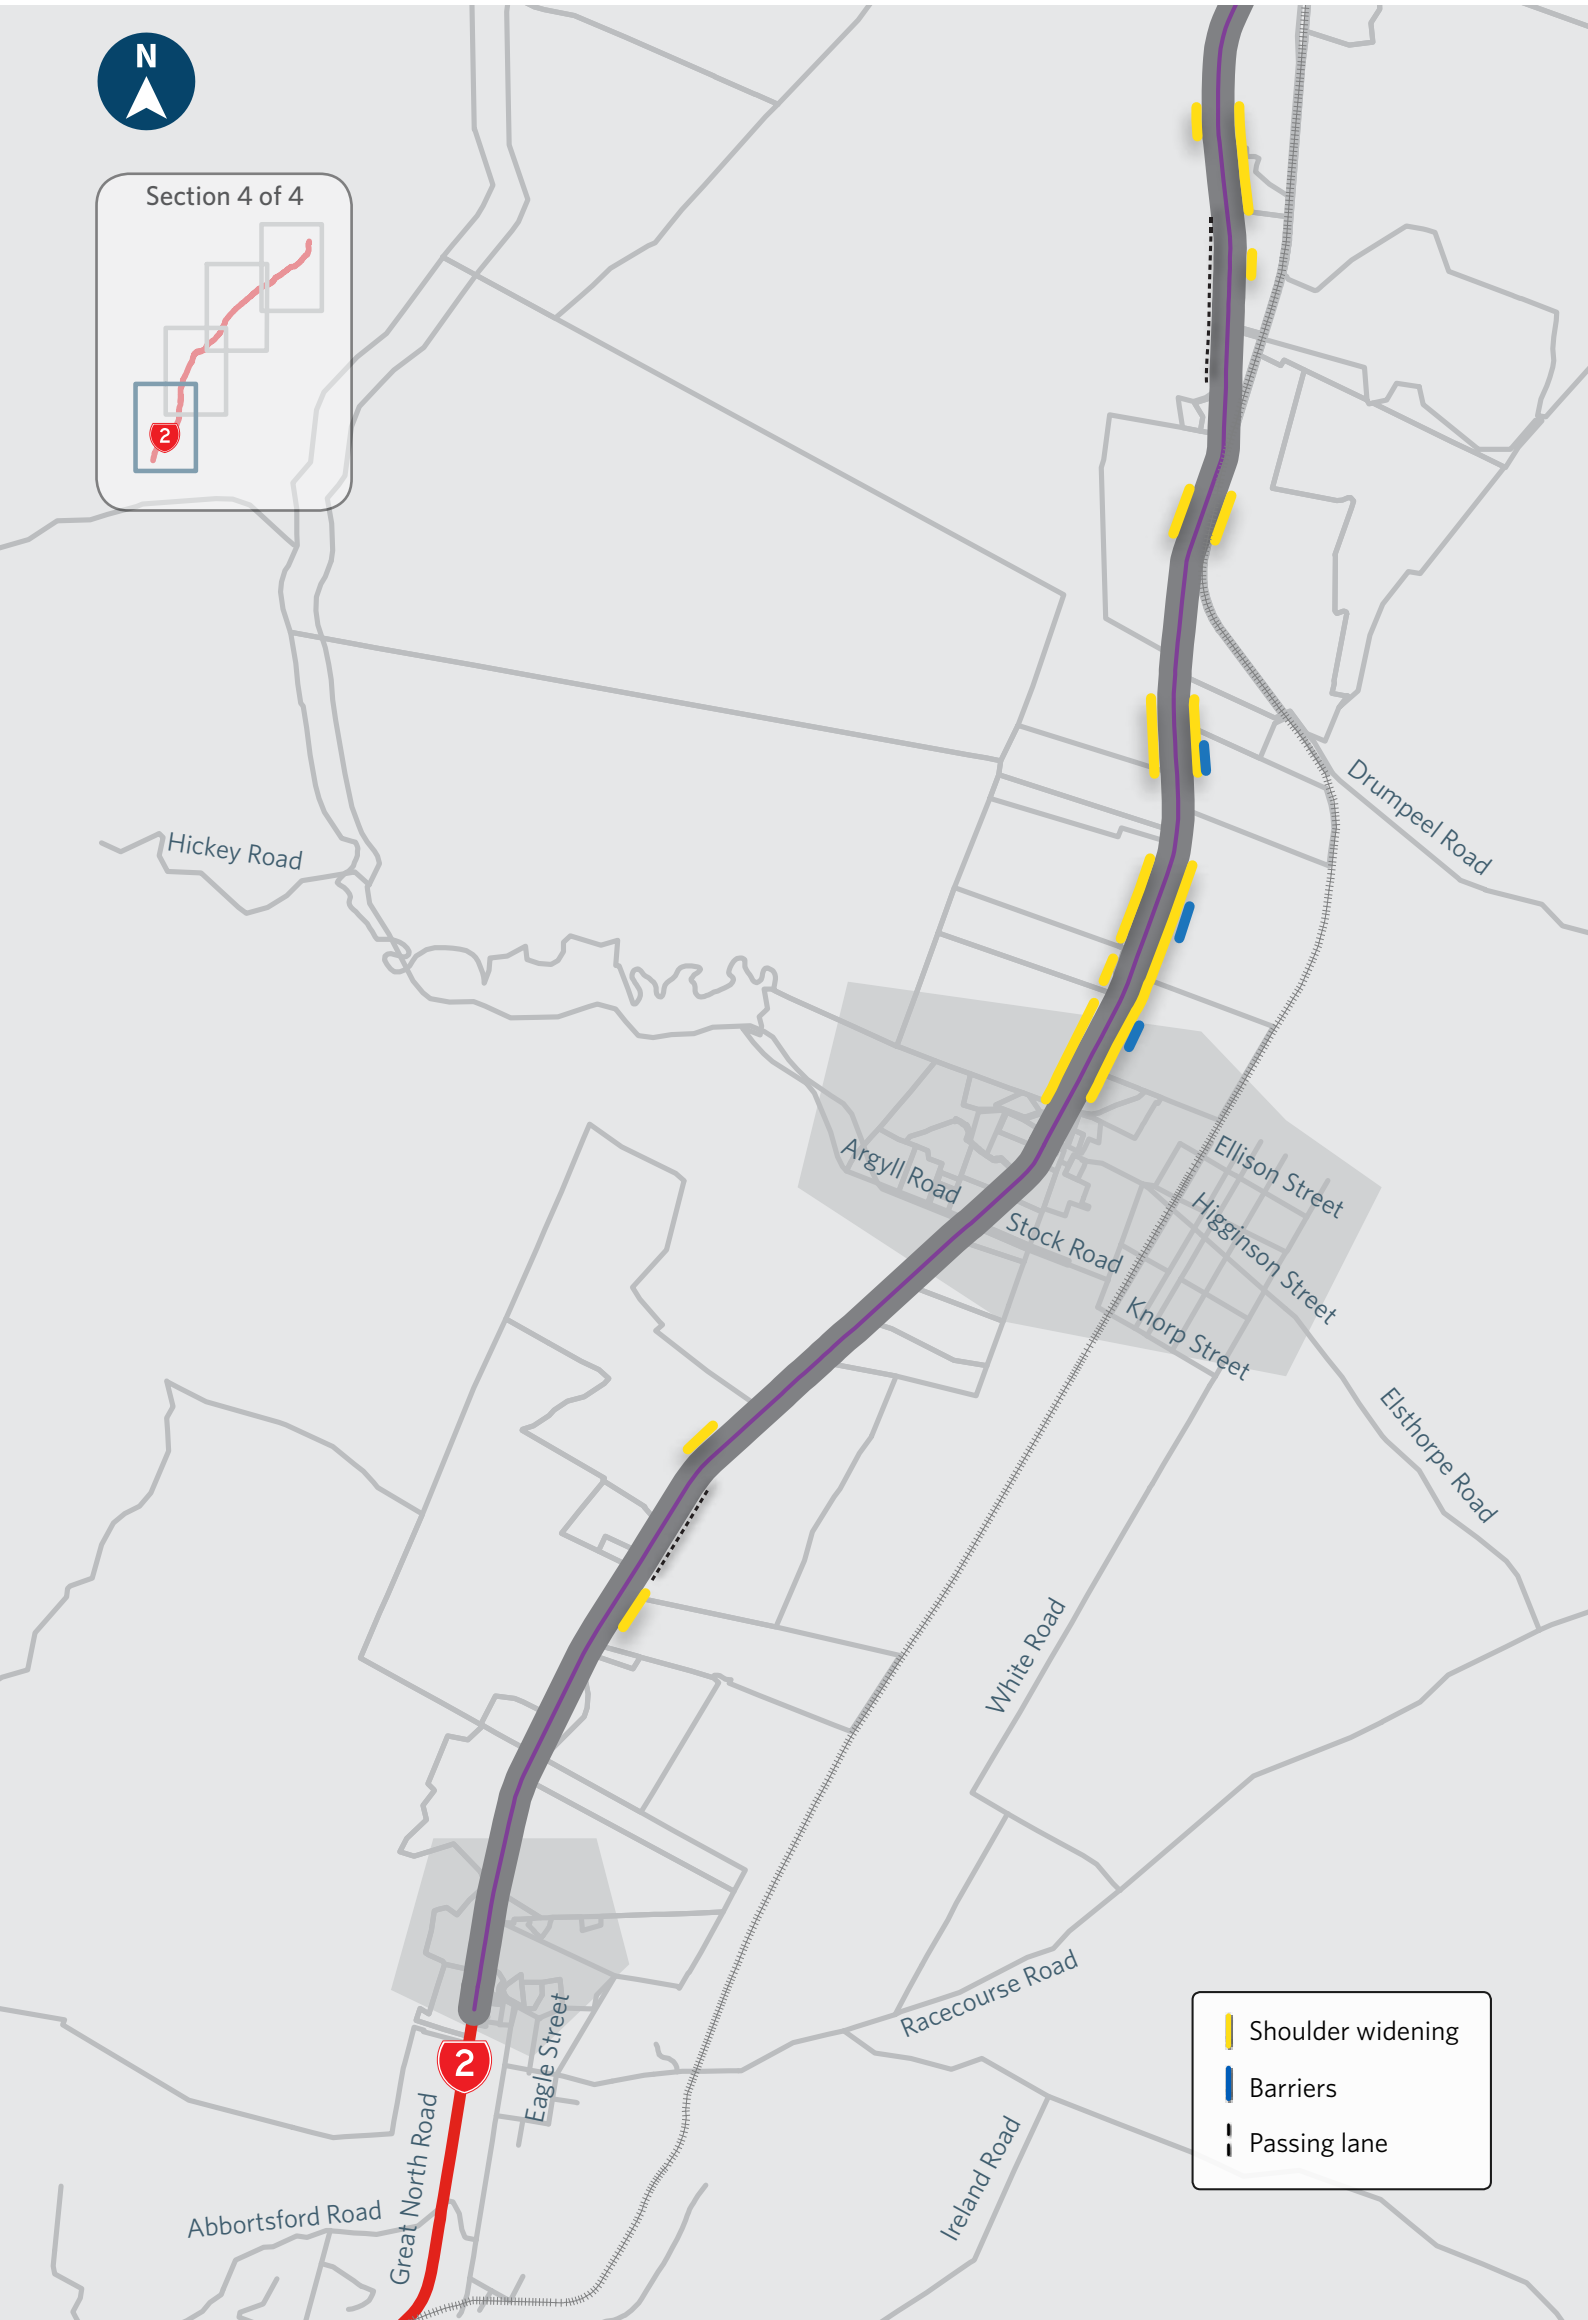 N
Section 4 of 4
2
Drumpeel Road
Hickey Road
Argyll Road
Ellison Street
Stock Road
Higginson Street
Knorp Street
Elsthorpe Road
White Road
Racecourse Road
Eagle Street
2
Great North Road
Abbortsford Road
Ireland Road
Shoulder widening
Barriers
Passing lane